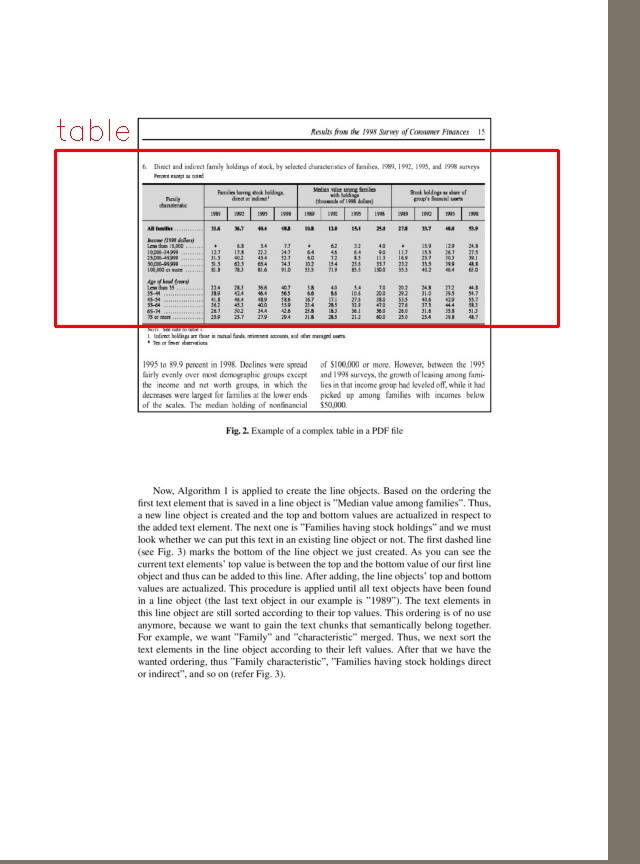 table
Results from the 1998 Survey of Consumer Finances 15
6. Direct and indirect family holdings of stock, by selected characteristics of families, 1989, 1992, 1995, and 1998 surveys
Percent except as noted
Family characteristic
Families having stock holdings, direct or indirect¹
Median value among families with holdings (thousands of 1998 dollars)
Stock holdings as share of group's financial assets
1989 1992 1995 1998 1989 1992 1995 1998 1989 1992 1995 1998
All families 31.6 36.7 40.4 48.8 10.8 12.0 15.4 25.0 27.8 33.7 40.0 53.9
Income (1998 dollars)
Less than 10,000 * 6.8 5.4 7.7 * 6.2 3.2 4.0 * 15.9 12.9 24.8
10,000–24,999 12.7 17.8 22.2 24.7 6.4 4.6 6.4 9.0 11.7 15.3 26.7 27.5
25,000–49,999 31.5 40.2 45.4 52.7 6.0 7.2 8.5 11.5 16.9 23.7 30.3 39.1
50,000–99,999 51.5 62.5 65.4 74.3 10.2 15.4 23.6 35.7 23.2 33.5 39.9 48.8
100,000 or more 81.8 78.3 81.6 91.0 53.5 71.9 85.5 150.0 35.3 40.2 46.4 63.0
Age of head (years)
Less than 35 22.4 28.3 36.6 40.7 3.8 4.0 5.4 7.0 20.2 24.8 27.2 44.8
35–44 38.9 42.4 46.4 56.5 6.6 8.6 10.6 20.0 29.2 31.0 39.5 54.7
45–54 41.8 46.4 48.9 58.6 16.7 17.1 27.6 38.0 33.5 40.6 42.9 55.7
55–64 36.2 45.3 40.0 55.9 23.4 28.5 32.9 47.0 27.6 37.3 44.4 58.3
65–74 26.7 30.2 34.4 42.6 25.8 18.3 36.1 56.0 26.0 31.6 35.8 51.3
75 or more 25.9 25.7 27.9 29.4 31.8 28.5 21.2 60.0 25.0 25.4 39.8 48.7
NOTE. See note to table 1.
1. Indirect holdings are those in mutual funds, retirement accounts, and other managed assets.
* Ten or fewer observations
1995 to 89.9 percent in 1998. Declines were spread
fairly evenly over most demographic groups except
the income and net worth groups, in which the
decreases were largest for families at the lower ends
of the scales. The median holding of nonfinancial
of $100,000 or more. However, between the 1995
and 1998 surveys, the growth of leasing among fami-
lies in that income group had leveled off, while it had
picked up among families with incomes below
$50,000.
Fig. 2. Example of a complex table in a PDF file
Now, Algorithm 1 is applied to create the line objects. Based on the ordering the
first text element that is saved in a line object is "Median value among families". Thus,
a new line object is created and the top and bottom values are actualized in respect to
the added text element. The next one is "Families having stock holdings" and we must
look whether we can put this text in an existing line object or not. The first dashed line
(see Fig. 3) marks the bottom of the line object we just created. As you can see the
current text elements' top value is between the top and the bottom value of our first line
object and thus can be added to this line. After adding, the line objects' top and bottom
values are actualized. This procedure is applied until all text objects have been found
in a line object (the last text object in our example is "1989"). The text elements in
this line object are still sorted according to their top values. This ordering is of no use
anymore, because we want to gain the text chunks that semantically belong together.
For example, we want "Family" and "characteristic" merged. Thus, we next sort the
text elements in the line object according to their left values. After that we have the
wanted ordering, thus "Family characteristic", "Families having stock holdings direct
or indirect", and so on (refer Fig. 3).